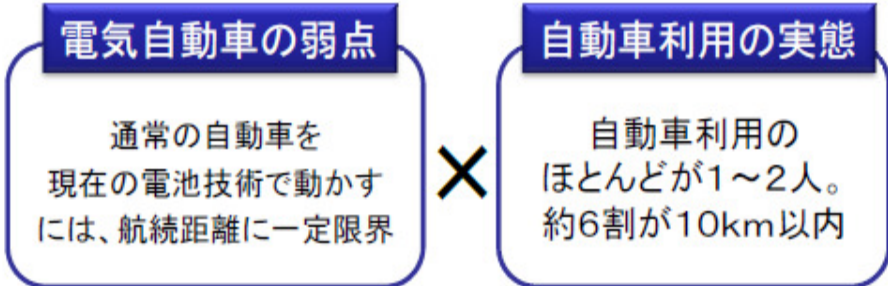 電気自動車の弱点
通常の自動車を
現在の電池技術で動かす
には、航続距離に一定限界
×
自動車利用の実態
自動車利用の
ほとんどが1～2人。
約6割が10km以内